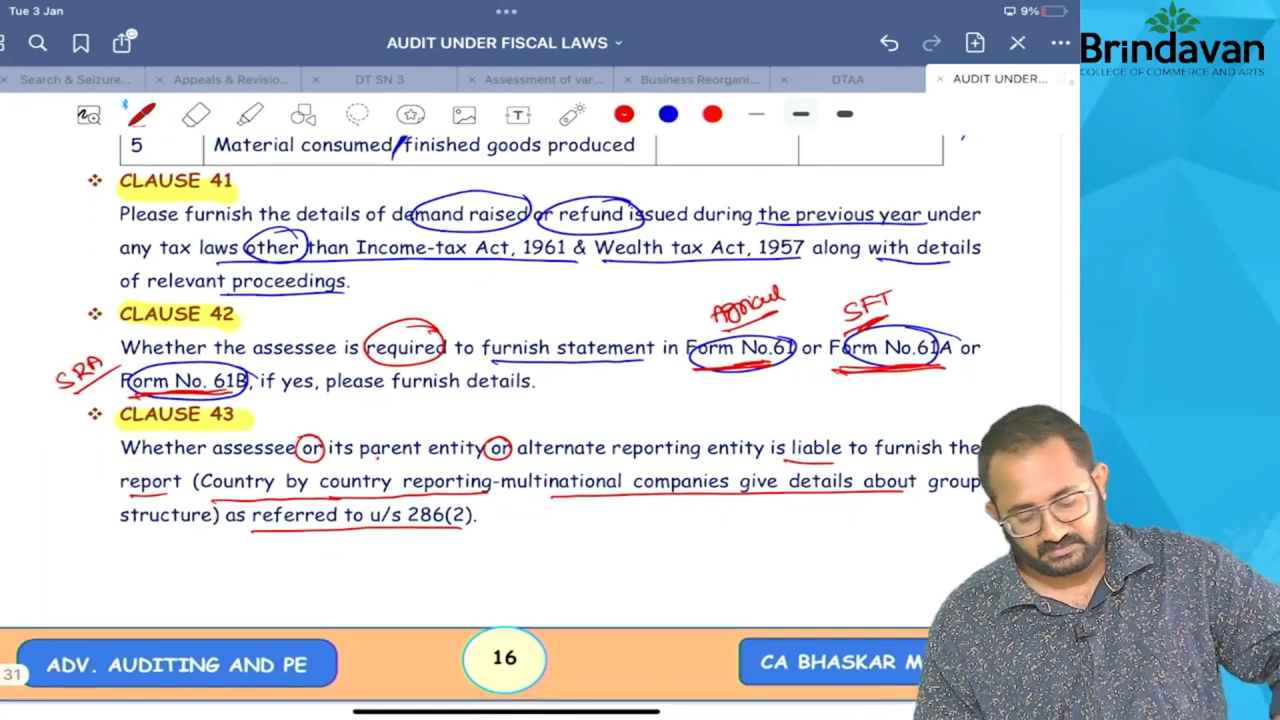 Tue 3 Jan
9%
AUDIT UNDER FISCAL LAWS
Search & Seizure...
Appeals & Revisio...
DT SN 3
Assessment of var...
Business Reorgani...
DTAA
AUDIT UNDER...
Brindavan
COLLEGE OF COMMERCE AND ARTS
5 Material consumed/finished goods produced
CLAUSE 41
Please furnish the details of demand raised or refund issued during the previous year under
any tax laws other than Income-tax Act, 1961 & Wealth tax Act, 1957 along with details
of relevant proceedings.
CLAUSE 42
Agricul
SFT
Whether the assessee is required to furnish statement in Form No.61 or Form No.61A or
SRA
Form No. 61B, if yes, please furnish details.
CLAUSE 43
Whether assessee or its parent entity or alternate reporting entity is liable to furnish the
report (Country by country reporting-multinational companies give details about group
structure) as referred to u/s 286(2).
31
ADV. AUDITING AND PE
16
CA BHASKAR M